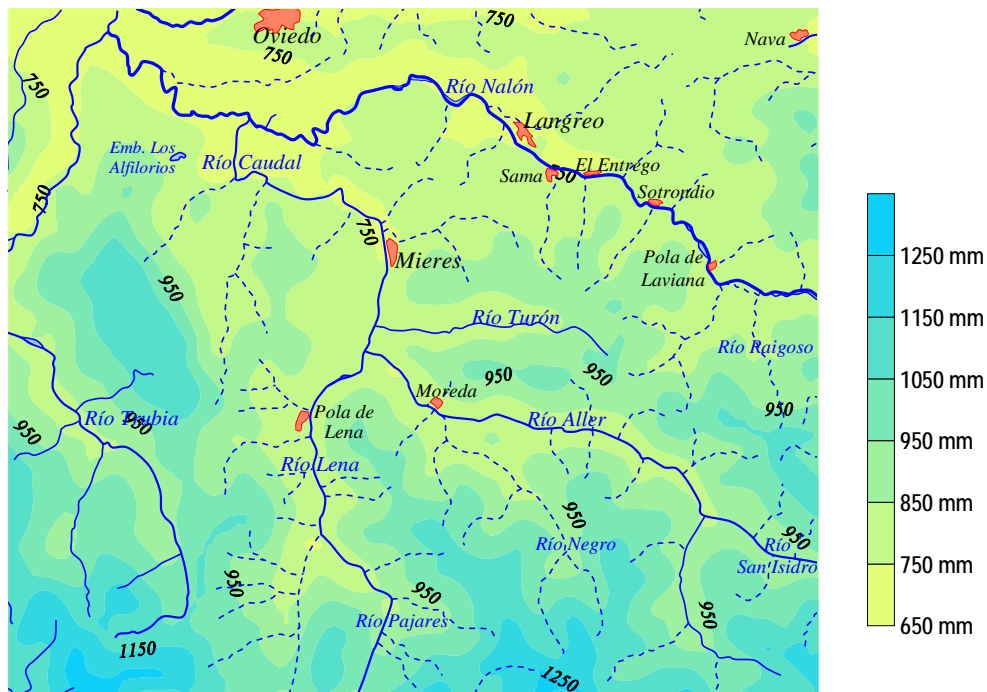 750
Oviedo
750
Nava
750
Río Nalón
Langreo
Emb. Los
Alfilorios
Río Caudal
Sama
750
El Entrego
Sotrondio
750
750
Mieres
Pola de
Laviana
950
Río Turón
Río Raigoso
950
950
Moreda
950
Río Trubia
950
950
Pola de
Lena
Río Aller
Río Lena
950
950
Río Negro
Río
San Isidro
950
950
950
Río Pajares
1150
1250
1250 mm
1150 mm
1050 mm
950 mm
850 mm
750 mm
650 mm